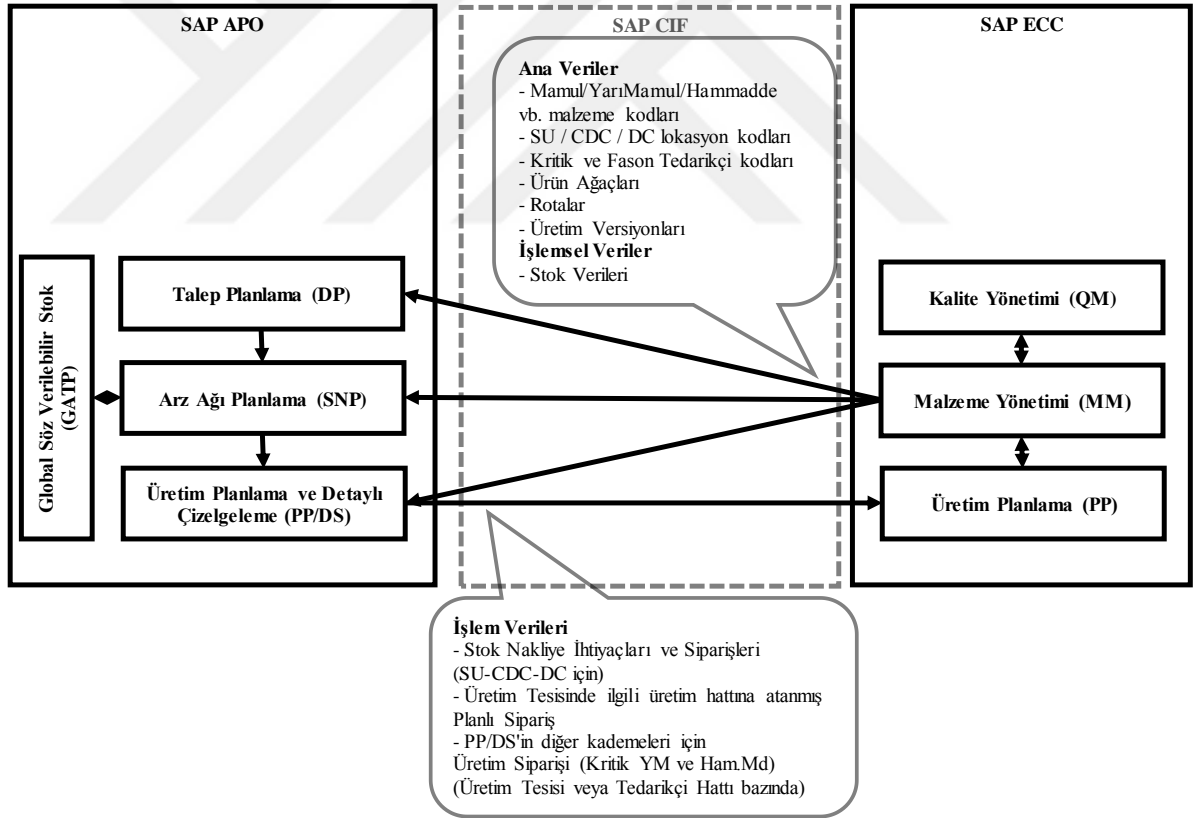 SAP APO
SAP CIF
SAP ECC
Ana Veriler
- Mamul/YarıMamul/Hammadde
vb. malzeme kodları
- SU / CDC / DC lokasyon kodları
- Kritik ve Fason Tedarikçi kodları
- Ürün Ağaçları
- Rotalar
- Üretim Versiyonları
İşlemsel Veriler
- Stok Verileri
Global Söz Verilebilir Stok
(GATP)
Talep Planlama (DP)
Arz Ağı Planlama (SNP)
Üretim Planlama ve Detaylı
Çizelgeleme (PP/DS)
Kalite Yönetimi (QM)
Malzeme Yönetimi (MM)
Üretim Planlama (PP)
İşlem Verileri
- Stok Nakliye İhtiyaçları ve Siparişleri
(SU-CDC-DC için)
- Üretim Tesisinde ilgili üretim hattına atanmış
Planlı Sipariş
- PP/DS'in diğer kademeleri için
Üretim Siparişi (Kritik YM ve Ham.Md)
(Üretim Tesisi veya Tedarikçi Hattı bazında)